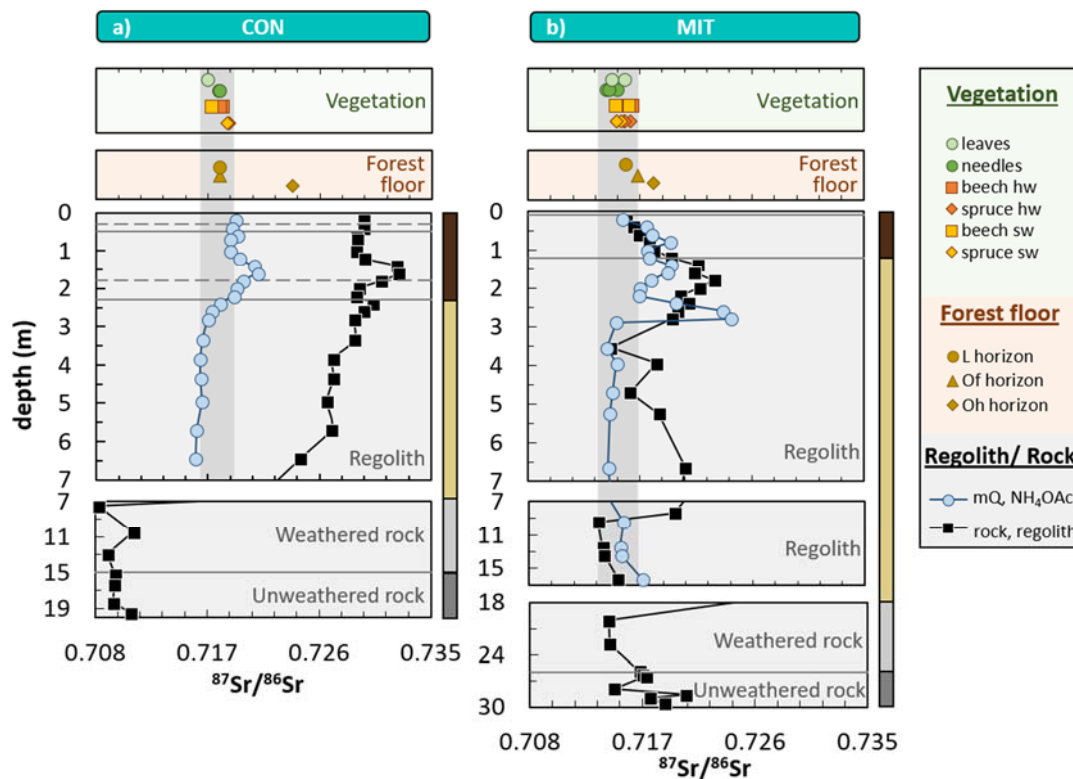 a) CON
Vegetation
Forest
floor
0
1
2
3
4
5
6
7
depth (m)
Regolith
7
11
15
19
Weathered rock
Unweathered rock
0.708 0.717 0.726 0.735
⁸⁷Sr/⁸⁶Sr
b) MIT
Vegetation
Forest
floor
0
1
2
3
4
5
6
7
Regolith
7
9
12
16
Regolith
18
24
30
Weathered rock
Unweathered rock
0.708 0.717 0.726 0.735
⁸⁷Sr/⁸⁶Sr
Vegetation
leaves
needles
beech hw
spruce hw
beech sw
spruce sw
Forest floor
L horizon
Of horizon
Oh horizon
Regolith/ Rock
mQ, NH₄OAc
rock, regolith